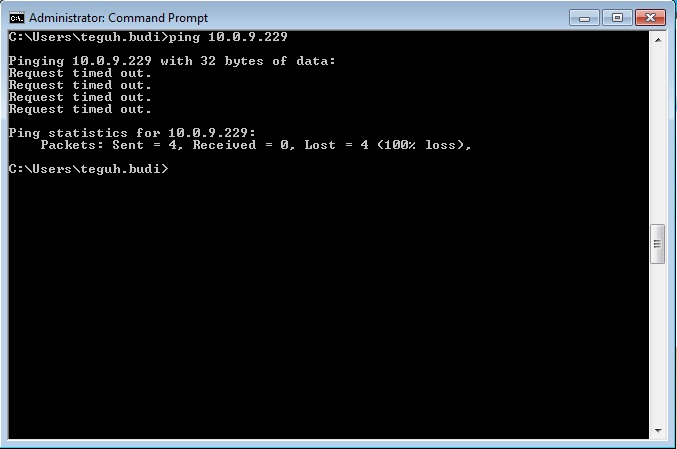 Administrator: Command Prompt
C:\Users\teguh.budi>ping 10.0.9.229
Pinging 10.0.9.229 with 32 bytes of data:
Request timed out.
Request timed out.
Request timed out.
Request timed out.
Ping statistics for 10.0.9.229:
    Packets: Sent = 4, Received = 0, Lost = 4 (100% loss),
C:\Users\teguh.budi>